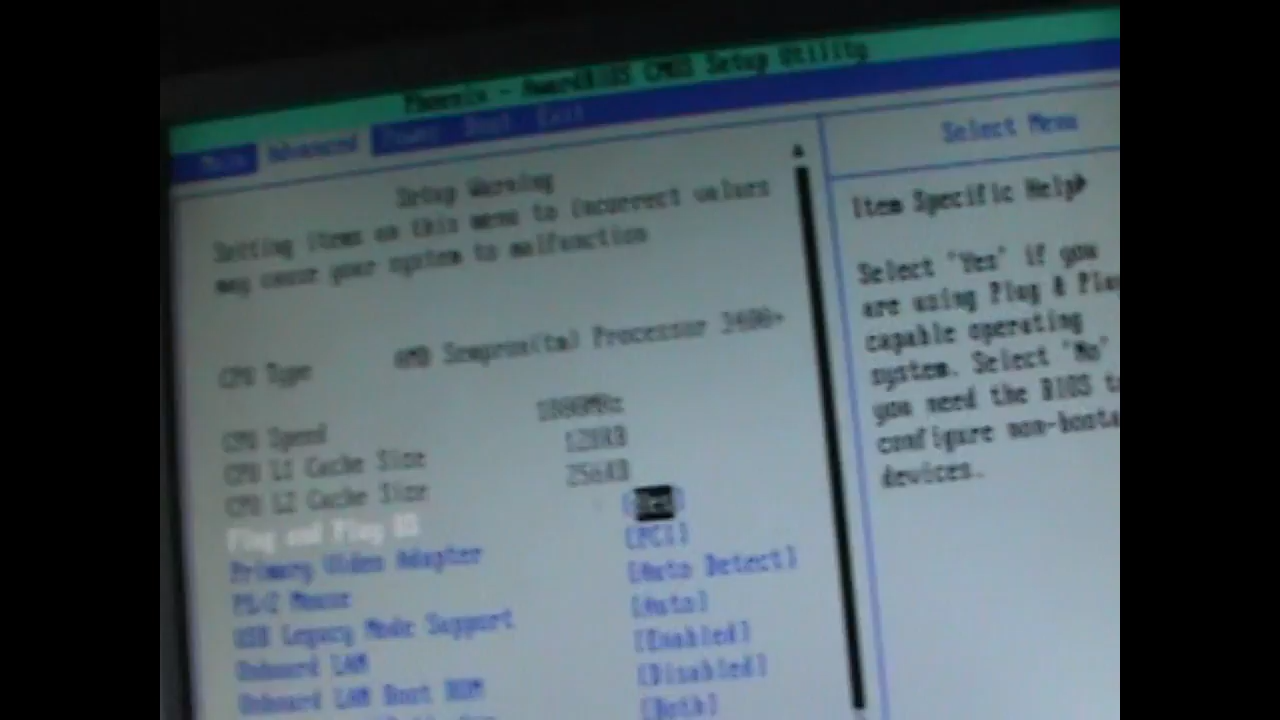 Phoenix - AwardBIOS CMOS Setup Utility
Main Advanced Power Boot Exit
Setup Warning
Setting items on this menu to incorrect values
may cause your system to malfunction
CPU Type AMD Sempron(tm) Processor 3400+
CPU Speed 1800MHz
CPU L1 Cache Size 128KB
CPU L2 Cache Size 256KB
Plug and Play OS [Yes]
Primary Video Adapter [PCI]
PS/2 Mouse [Auto Detect]
USB Legacy Mode Support [Auto]
Onboard LAN [Enabled]
Onboard LAN Boot ROM [Disabled]
[Both]
Select Menu
Item Specific Help
Select "Yes" if you
are using Plug & Play
capable operating
system. Select "No"
you need the BIOS to
configure non-boota
devices.